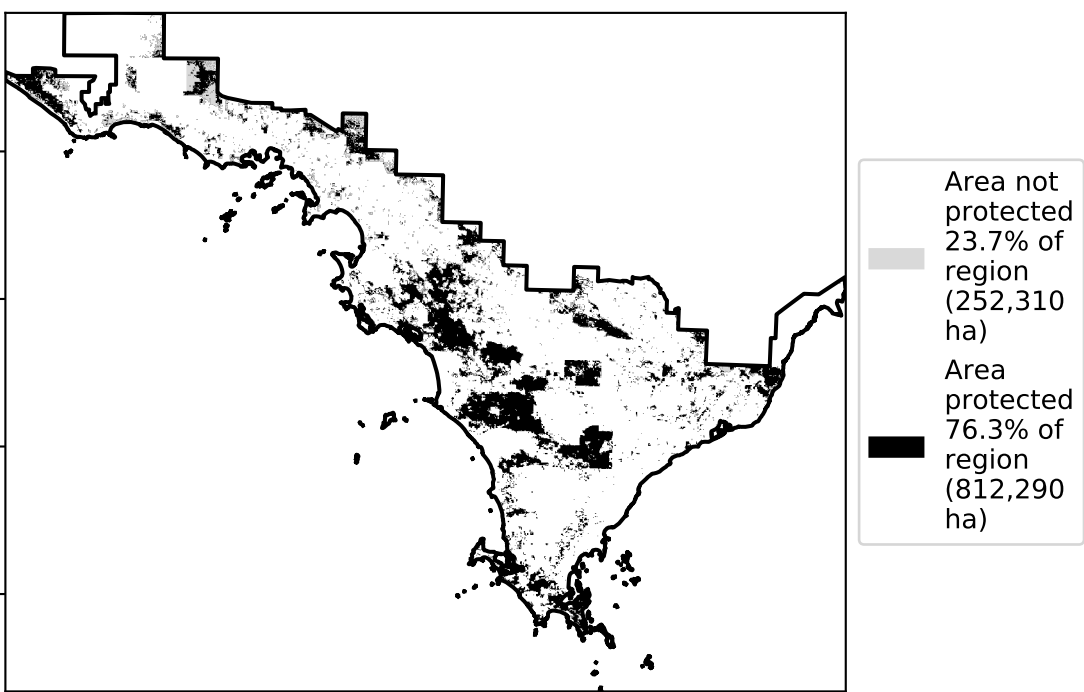 Area not
protected
23.7% of
region
(252,310
ha)
Area
protected
76.3% of
region
(812,290
ha)